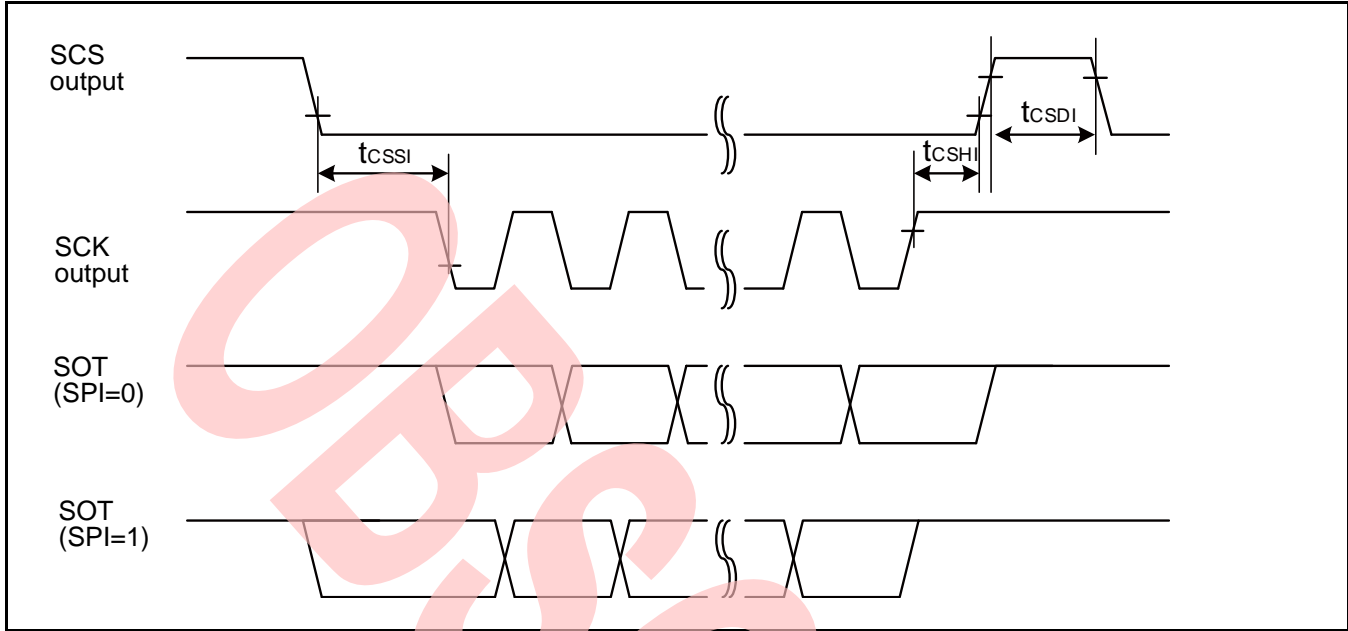 SCS
output
tCSSI
tCSHI
tCSDI
SCK
output
SOT
(SPI=0)
SOT
(SPI=1)
OBS